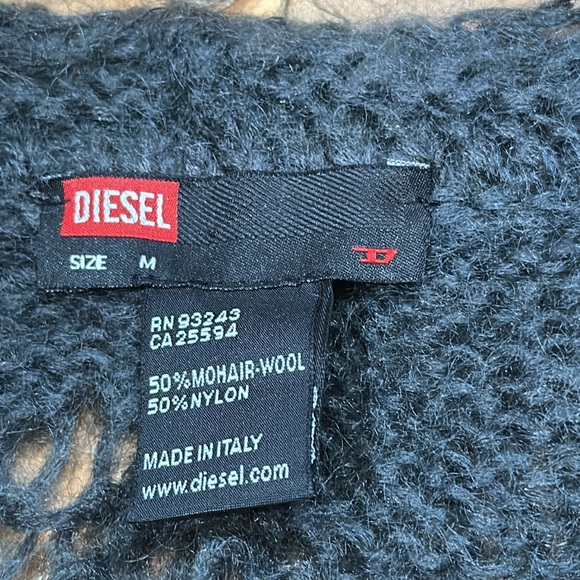 DIESEL
SIZE M
D
RN 93243
CA 25594
50%MOHAIR-WOOL
50%NYLON
MADE IN ITALY
www.diesel.com